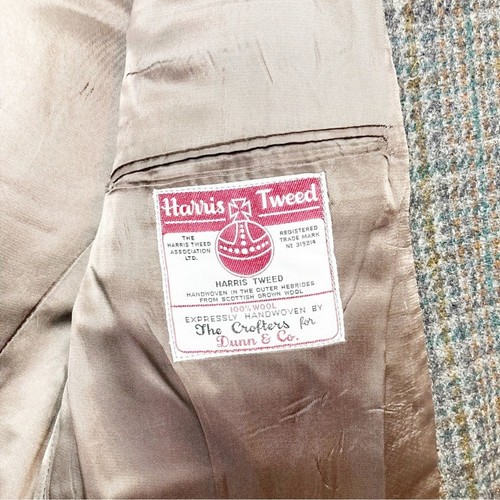 Harris Tweed
THE
HARRIS TWEED
ASSOCIATION
LTD.
REGISTERED
TRADE MARK
No 319214
HARRIS TWEED
HANDWOVEN IN THE OUTER HEBRIDES
FROM SCOTTISH GROWN WOOL
100% WOOL
EXPRESSLY HANDWOVEN BY
The Crofters for
Dunn & Co.